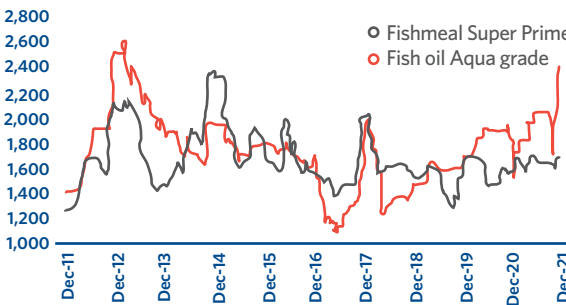 2,800
2,600
2,400
2,200
2,000
1,800
1,600
1,400
1,200
1,000
Fishmeal Super Prime
Fish oil Aqua grade
Dec-11
Dec-12
Dec-13
Dec-14
Dec-15
Dec-16
Dec-17
Dec-18
Dec-19
Dec-20
Dec-21